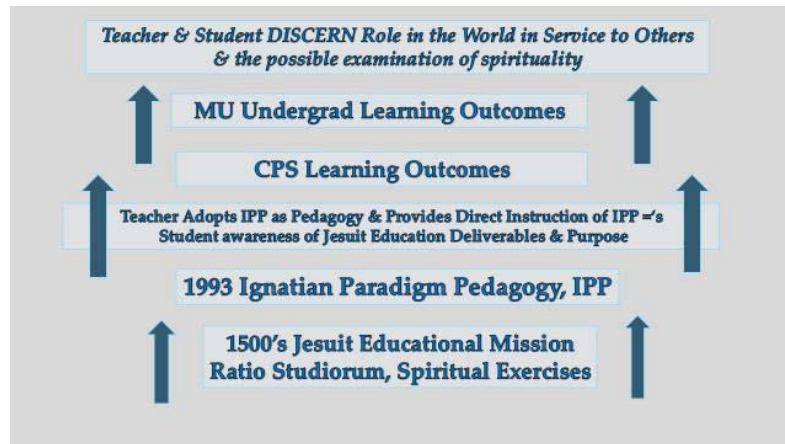 Teacher & Student DISCERN Role in the World in Service to Others
& the possible examination of spirituality
MU Undergrad Learning Outcomes
CPS Learning Outcomes
Teacher Adopts IPP as Pedagogy & Provides Direct Instruction of IPP ='s
Student awareness of Jesuit Education Deliverables & Purpose
1993 Ignatian Paradigm Pedagogy, IPP
1500's Jesuit Educational Mission
Ratio Studiorum, Spiritual Exercises